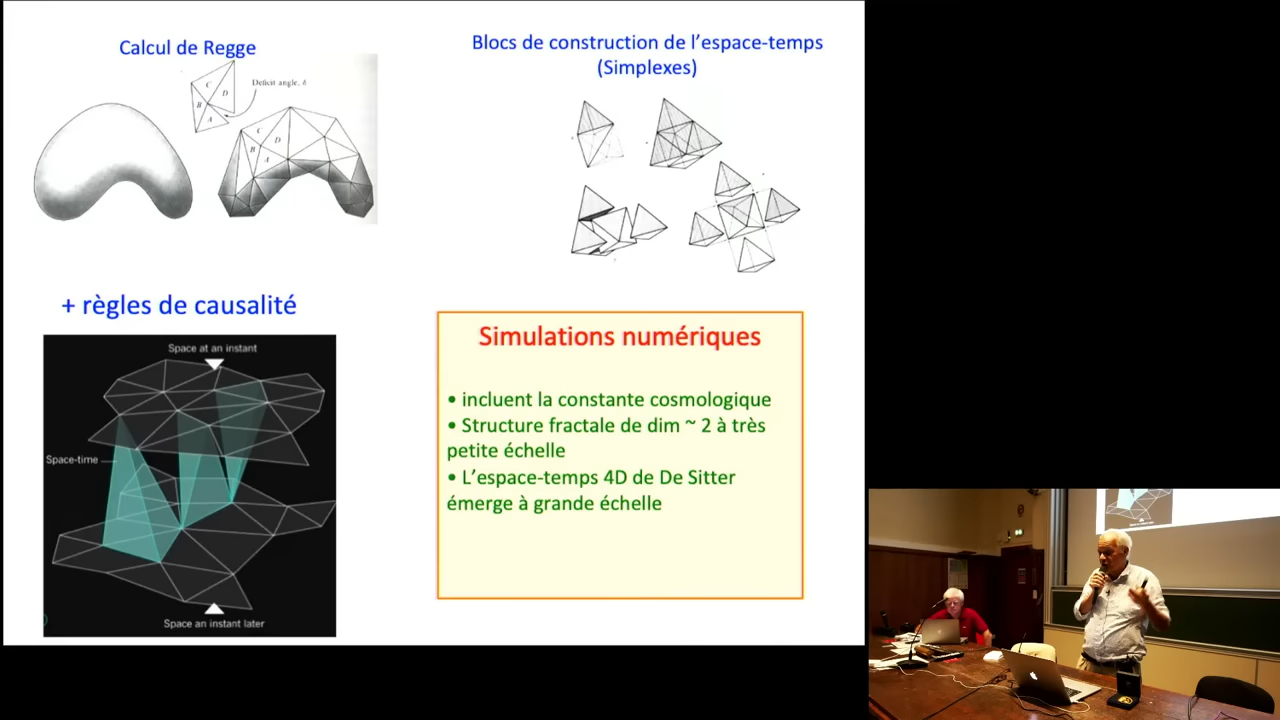 Calcul de Regge
Deficit angle, δ
C
D
B
A
C
D
B
A
Blocs de construction de l’espace-temps
(Simplexes)
+ règles de causalité
Space at an instant
Space-time
Space an instant later
Simulations numériques
• incluent la constante cosmologique
• Structure fractale de dim ~ 2 à très
petite échelle
• L’espace-temps 4D de De Sitter
émerge à grande échelle